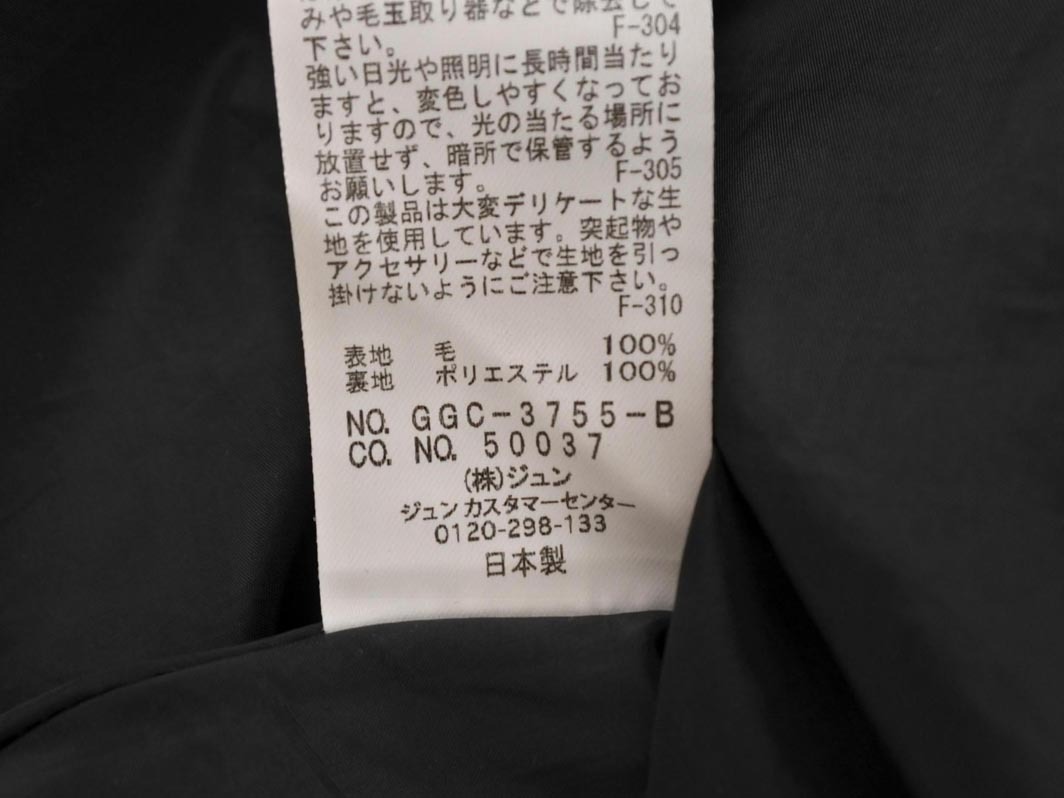 みや毛玉取り器などで除去して
下さい。 F-304
強い日光や照明に長時間当たり
ますと、変色しやすくなってお
りますので、光の当たる場所に
放置せず、暗所で保管するよう
お願いします。 F-305
この製品は大変デリケートな生
地を使用しています。突起物や
アクセサリーなどで生地を引っ
掛けないようにご注意下さい。
F-310
表地 毛 100%
裏地 ポリエステル 100%
NO. GGC-3755-B
CO. NO. 50037
(株)ジュン
ジュンカスタマーセンター
0120-298-133
日本製